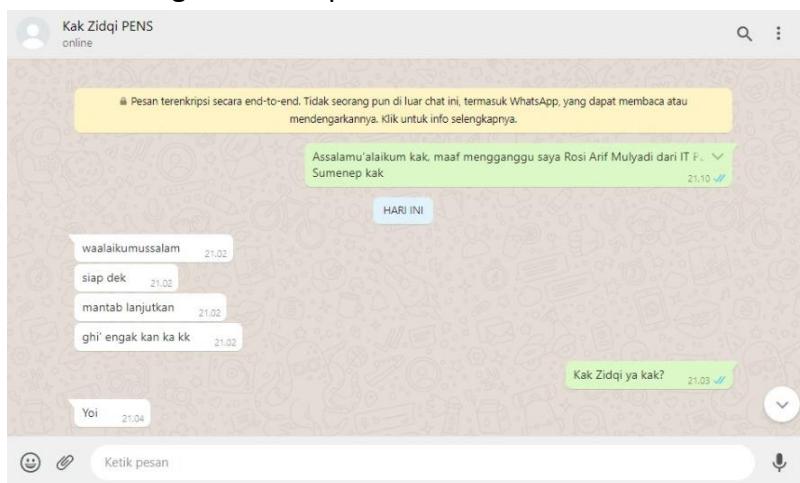 Kak Zidqi PENS
online
Pesan terenkripsi secara end-to-end. Tidak seorang pun di luar chat ini, termasuk WhatsApp, yang dapat membaca atau
mendengarkannya. Klik untuk info selengkapnya.
Assalamu'alaikum kak, maaf mengganggu saya Rosi Arif Mulyadi dari IT
Sumenep kak
21.10
HARI INI
waalaikumussalam 21.02
siap dek 21.02
mantab lanjutkan 21.02
ghi' engak kan ka kk 21.02
Kak Zidqi ya kak? 21.03
Yoi 21.04
Ketik pesan